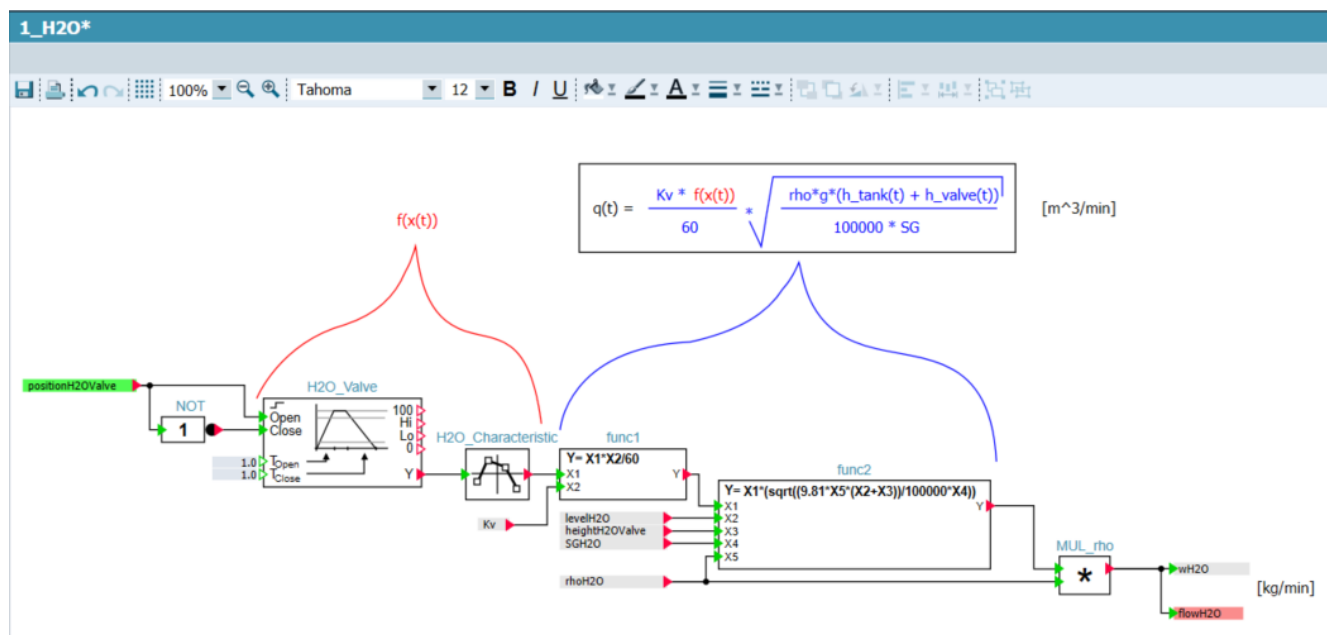 1_H2O*
100% Tahoma 12 B I U A
q(t) = Kv * f(x(t)) / 60 * √ rho*g*(h_tank(t) + h_valve(t)) / 100000 * SG [m^3/min]
f(x(t))
positionH2OValve
H2O_Valve
NOT
1
Open
Close
100
Hi
Lo
0
1.0 TOpen
1.0 TClose
Y
H2O_Characteristic
func1
Y= X1*X2/60
X1
X2
Y
Kv
func2
Y= X1*(sqrt((9.81*X5*(X2+X3))/100000*X4))
X1
X2
X3
X4
X5
Y
levelH2O
heightH2OValve
SGH2O
rhoH2O
MUL_rho
*
wH2O
[kg/min]
flowH2O